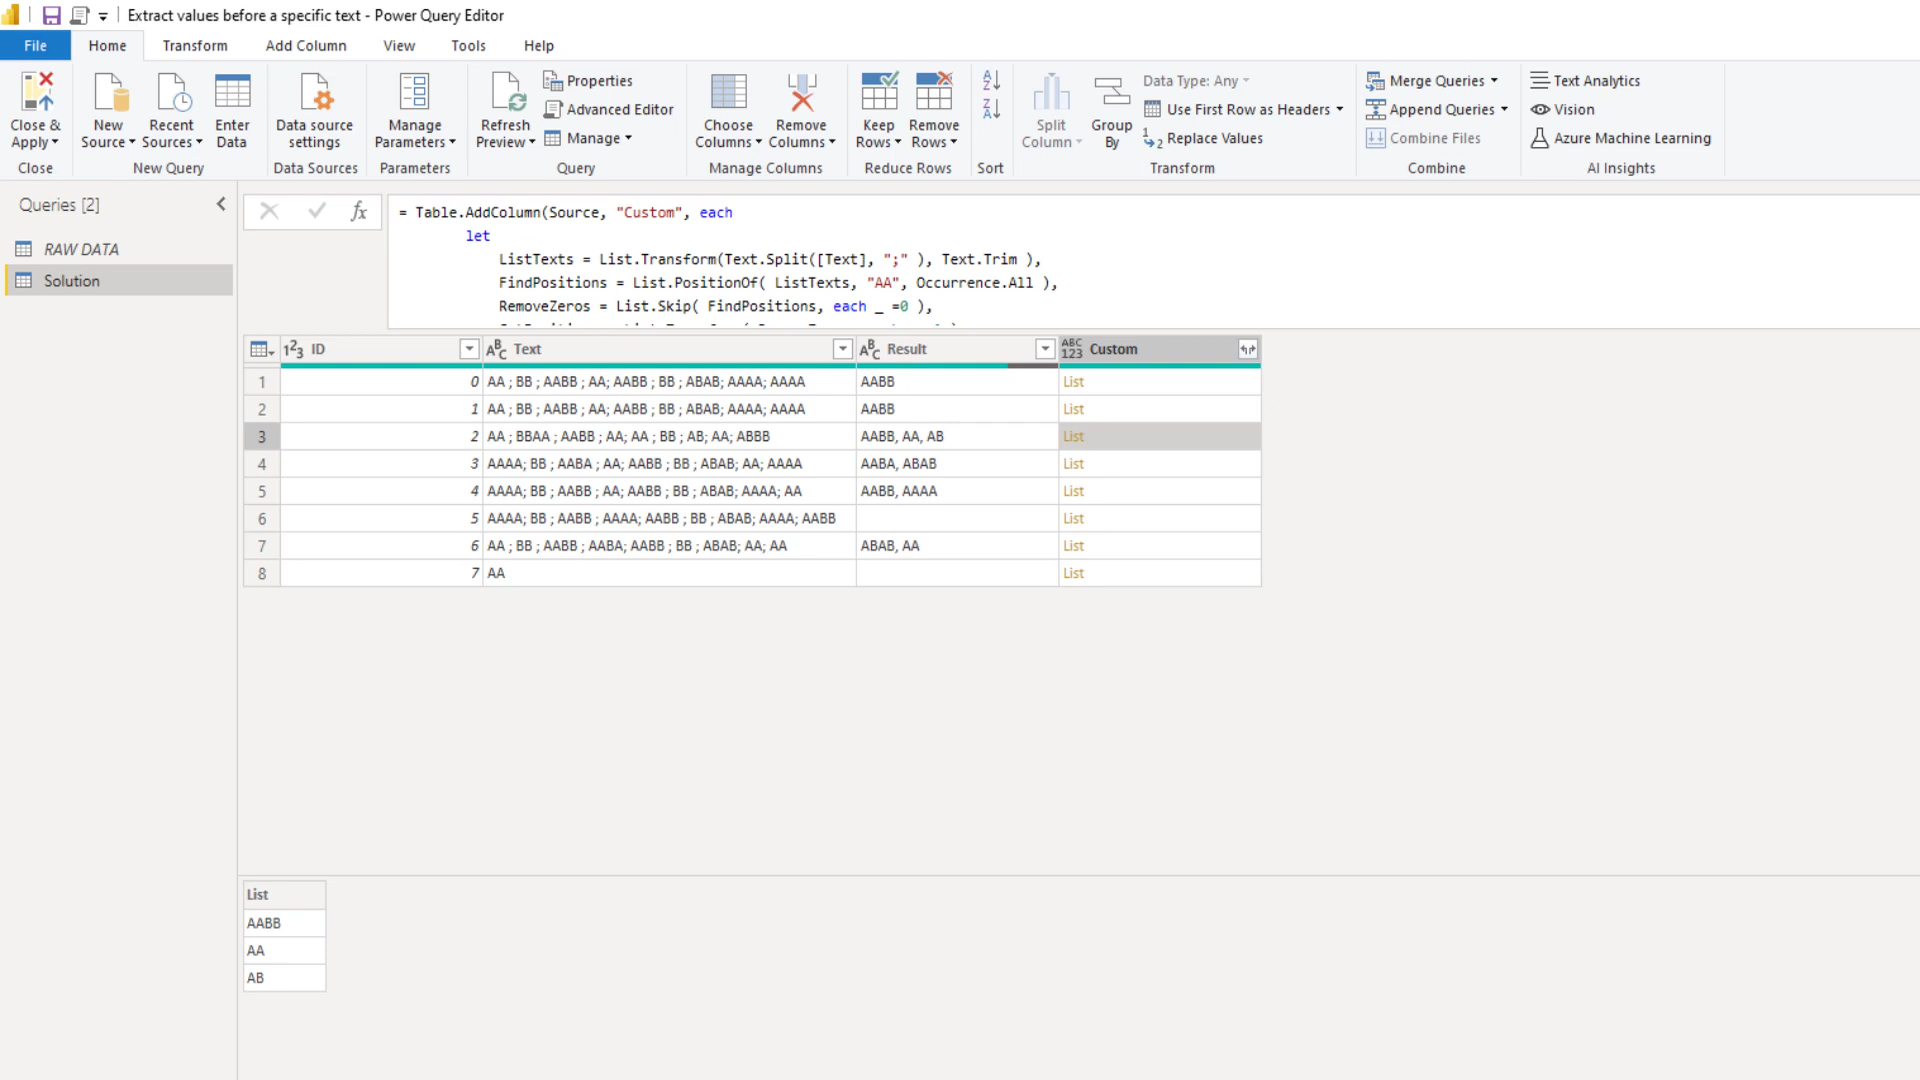 Extract values before a specific text - Power Query Editor
File Home Transform Add Column View Tools Help
Close & Apply
New Source
Recent Sources
Enter Data
Data source settings
Manage Parameters
Refresh Preview
Properties
Advanced Editor
Manage
Choose Columns
Remove Columns
Keep Rows
Remove Rows
Split Column
Group By
Data Type: Any
Use First Row as Headers
Replace Values
Merge Queries
Append Queries
Combine Files
Text Analytics
Vision
Azure Machine Learning
Close New Query Data Sources Parameters Query Manage Columns Reduce Rows Sort Transform Combine AI Insights
Queries [2]
RAW DATA
Solution
fx
= Table.AddColumn(Source, "Custom", each
let
ListTexts = List.Transform(Text.Split([Text], ";" ), Text.Trim ),
FindPositions = List.PositionOf( ListTexts, "AA", Occurrence.All ),
RemoveZeros = List.Skip( FindPositions, each _ =0 ),
123 ID ABC Text ABC Result ABC 123 Custom
1 0 AA ; BB ; AABB ; AA; AABB ; BB ; ABAB; AAAA; AAAA AABB List
2 1 AA ; BB ; AABB ; AA; AABB ; BB ; ABAB; AAAA; AAAA AABB List
3 2 AA ; BBAA ; AABB ; AA; AA ; BB ; AB; AA; ABBB AABB, AA, AB List
4 3 AAAA; BB ; AABA ; AA; AABB ; BB ; ABAB; AA; AAAA AABA, ABAB List
5 4 AAAA; BB ; AABB ; AA; AABB ; BB ; ABAB; AAAA; AA AABB, AAAA List
6 5 AAAA; BB ; AABB ; AAAA; AABB ; BB ; ABAB; AAAA; AABB List
7 6 AA ; BB ; AABB ; AABA; AABB ; BB ; ABAB; AA; AA ABAB, AA List
8 7 AA List
List
AABB
AA
AB